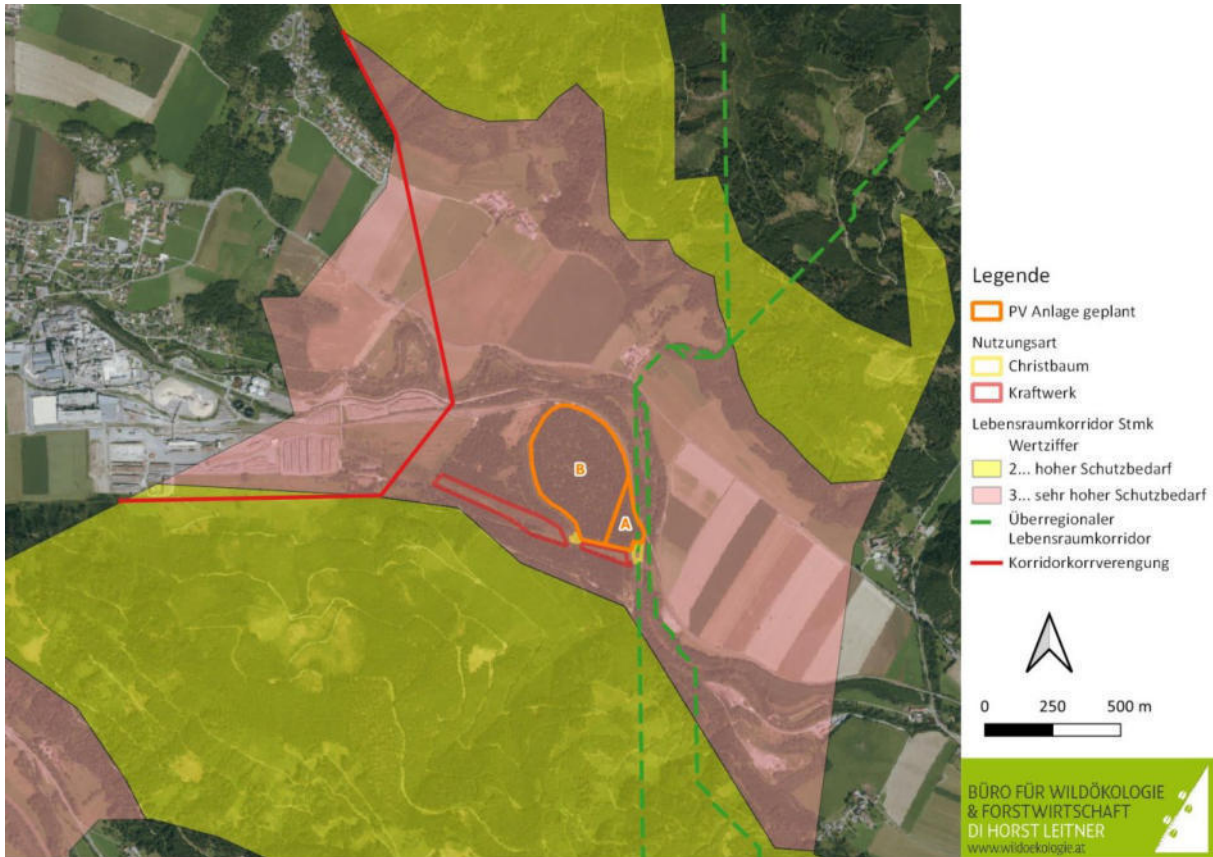 B
A
Legende
PV Anlage geplant
Nutzungsart
Christbaum
Kraftwerk
Lebensraumkorridor Stmk
Wertziffer
2... hoher Schutzbedarf
3... sehr hoher Schutzbedarf
Überregionaler
Lebensraumkorridor
Korridorkorrverengung
0 250 500 m
BÜRO FÜR WILDÖKOLOGIE
& FORSTWIRTSCHAFT
DI HORST LEITNER
www.wildoekologie.at